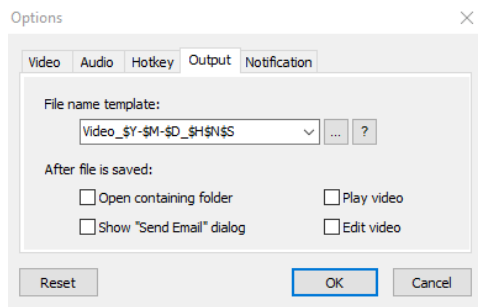 Options
Video Audio Hotkey Output Notification
File name template:
Video_$Y-$M-$D_$H$N$S ... ?
After file is saved:
Open containing folder Play video
Show "Send Email" dialog Edit video
Reset OK Cancel